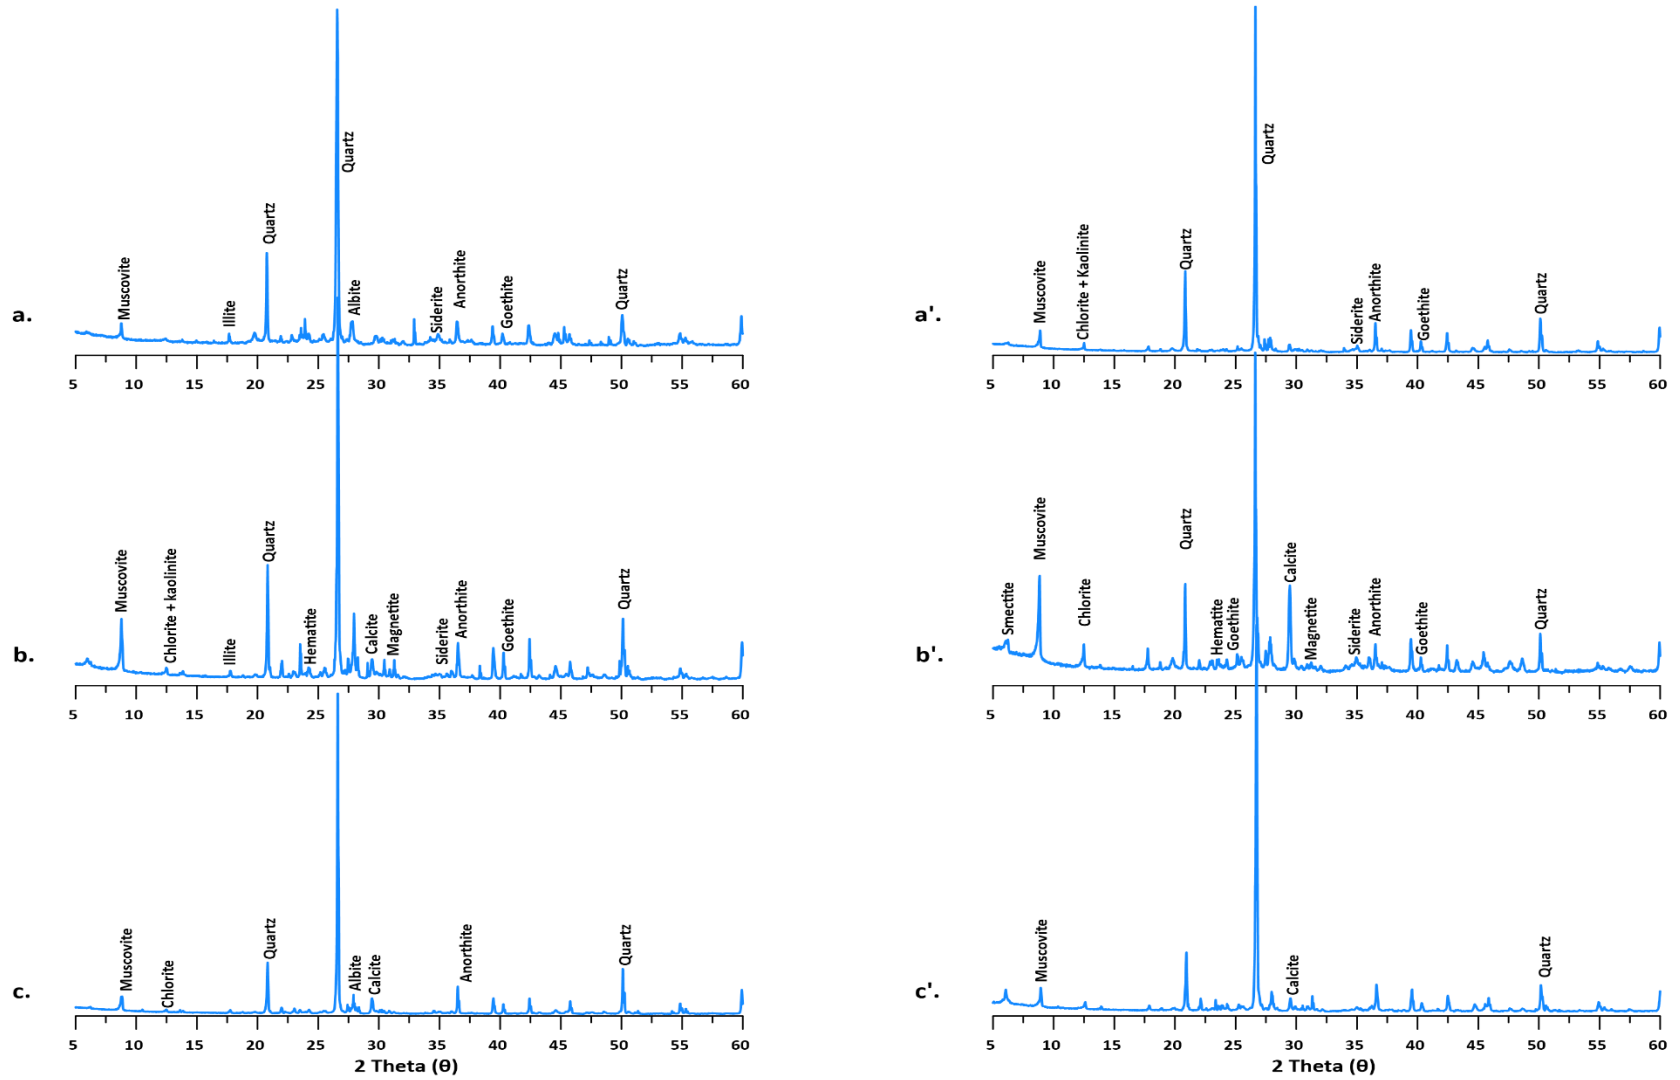 a.
Muscovite
Illite
Quartz
Quartz
Albite
Siderite
Anorthite
Goethite
Quartz
5 10 15 20 25 30 35 40 45 50 55 60
a'.
Muscovite
Chlorite + Kaolinite
Quartz
Quartz
Siderite
Anorthite
Goethite
Quartz
5 10 15 20 25 30 35 40 45 50 55 60
b.
Muscovite
Chlorite + kaolinite
Illite
Quartz
Hematite
Calcite
Magnetite
Siderite
Anorthite
Goethite
Quartz
5 10 15 20 25 30 35 40 45 50 55 60
b'.
Smectite
Muscovite
Chlorite
Quartz
Hematite
Goethite
Calcite
Magnetite
Siderite
Anorthite
Goethite
Quartz
5 10 15 20 25 30 35 40 45 50 55 60
c.
Muscovite
Chlorite
Quartz
Albite
Calcite
Anorthite
Quartz
5 10 15 20 25 30 35 40 45 50 55 60
2 Theta (θ)
c'.
Muscovite
Calcite
Quartz
5 10 15 20 25 30 35 40 45 50 55 60
2 Theta (θ)